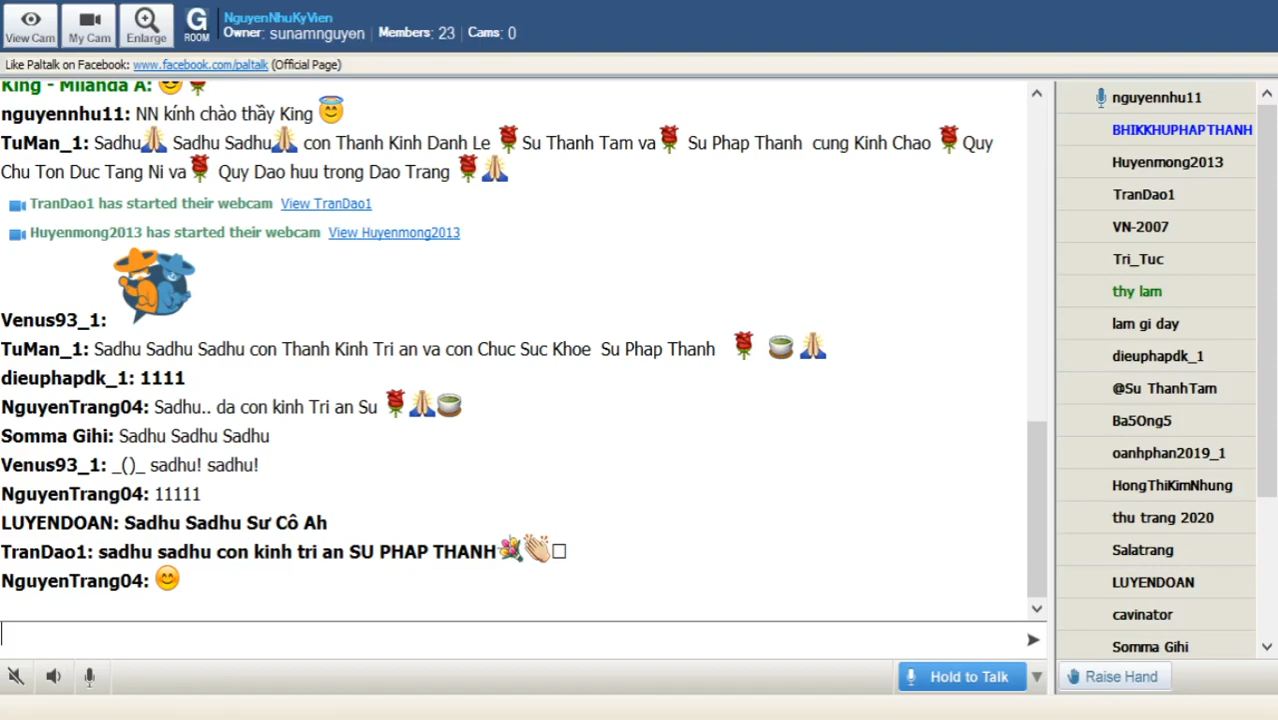 View Cam
My Cam
Enlarge
G
ROOM
NguyenNhuKyVien
Owner: sunamnguyen | Members: 23 | Cams: 0
Like Paltalk on Facebook: www.facebook.com/paltalk (Official Page)
King - Milanda A:
nguyennhu11: NN kính chào thầy King
TuMan_1: Sadhu Sadhu Sadhu con Thanh Kinh Danh Le Su Thanh Tam va Su Phap Thanh cung Kinh Chao Quy
Chu Ton Duc Tang Ni va Quy Dao huu trong Dao Trang
TranDao1 has started their webcam View TranDao1
Huyenmong2013 has started their webcam View Huyenmong2013
Venus93_1:
TuMan_1: Sadhu Sadhu Sadhu con Thanh Kinh Tri an va con Chuc Suc Khoe Su Phap Thanh
dieuphapdk_1: 1111
NguyenTrang04: Sadhu.. da con kinh Tri an Su
Somma Gihi: Sadhu Sadhu Sadhu
Venus93_1: _()_ sadhu! sadhu!
NguyenTrang04: 11111
LUYENDOAN: Sadhu Sadhu Sư Cô Ah
TranDao1: sadhu sadhu con kinh tri an SU PHAP THANH
NguyenTrang04:
Hold to Talk
nguyennhu11
BHIKKHUPHAPTHANH
Huyenmong2013
TranDao1
VN-2007
Tri_Tuc
thy lam
lam gi day
dieuphapdk_1
@Su ThanhTam
Ba5Ong5
oanhphan2019_1
HongThiKimNhung
thu trang 2020
Salatrang
LUYENDOAN
cavinator
Somma Gihi
Raise Hand